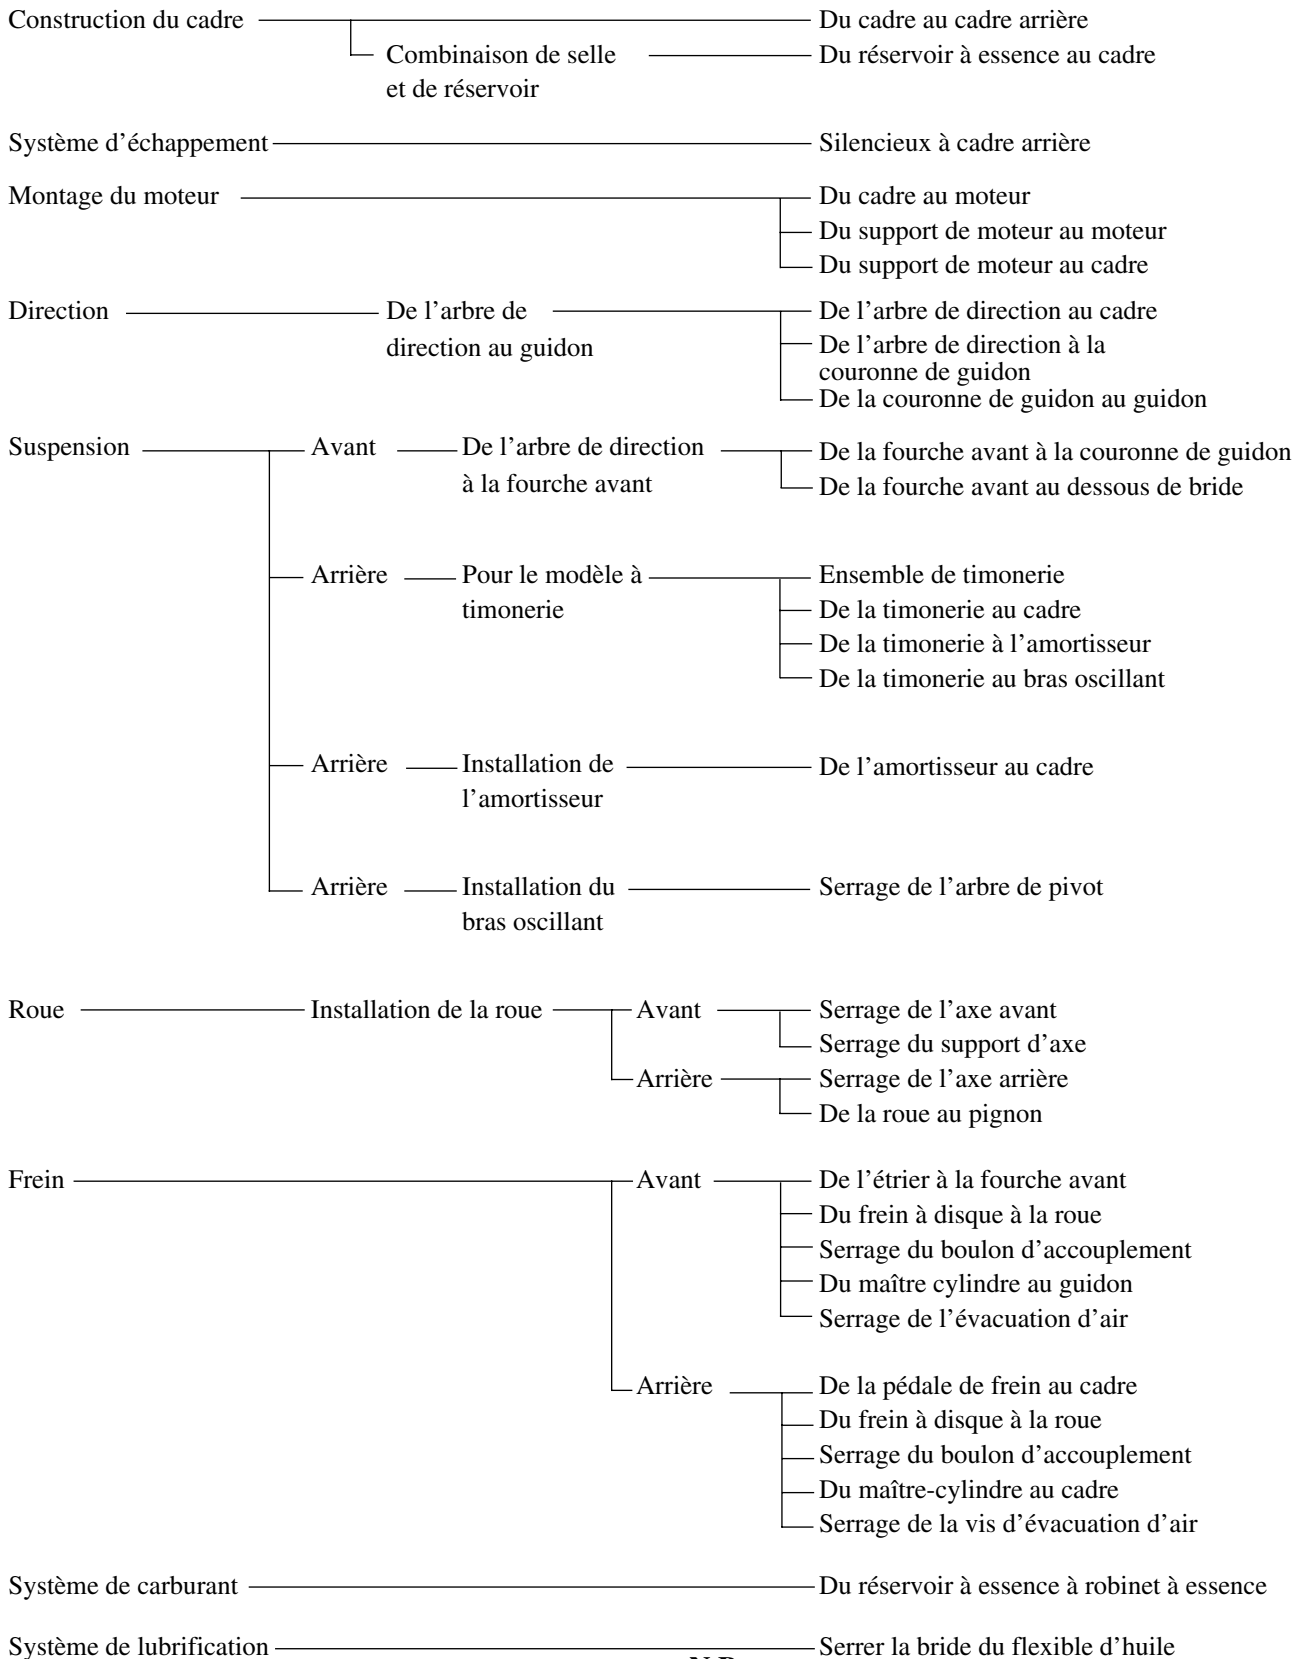 Construction du cadre Du cadre au cadre arrière
Combinaison de selle Du réservoir à essence au cadre
et de réservoir
Système d’échappement Silencieux à cadre arrière
Montage du moteur Du cadre au moteur
Du support de moteur au moteur
Du support de moteur au cadre
Direction De l’arbre de De l’arbre de direction au cadre
direction au guidon De l’arbre de direction à la
couronne de guidon
De la couronne de guidon au guidon
Suspension Avant De l’arbre de direction De la fourche avant à la couronne de guidon
à la fourche avant De la fourche avant au dessous de bride
Arrière Pour le modèle à Ensemble de timonerie
timonerie De la timonerie au cadre
De la timonerie à l’amortisseur
De la timonerie au bras oscillant
Arrière Installation de De l’amortisseur au cadre
l’amortisseur
Arrière Installation du Serrage de l’arbre de pivot
bras oscillant
Roue Installation de la roue Avant Serrage de l’axe avant
Serrage du support d’axe
Arrière Serrage de l’axe arrière
De la roue au pignon
Frein Avant De l’étrier à la fourche avant
Du frein à disque à la roue
Serrage du boulon d’accouplement
Du maître cylindre au guidon
Serrage de l’évacuation d’air
Arrière De la pédale de frein au cadre
Du frein à disque à la roue
Serrage du boulon d’accouplement
Du maître-cylindre au cadre
Serrage de la vis d’évacuation d’air
Système de carburant Du réservoir à essence à robinet à essence
Système de lubrification Serrer la bride du flexible d’huile